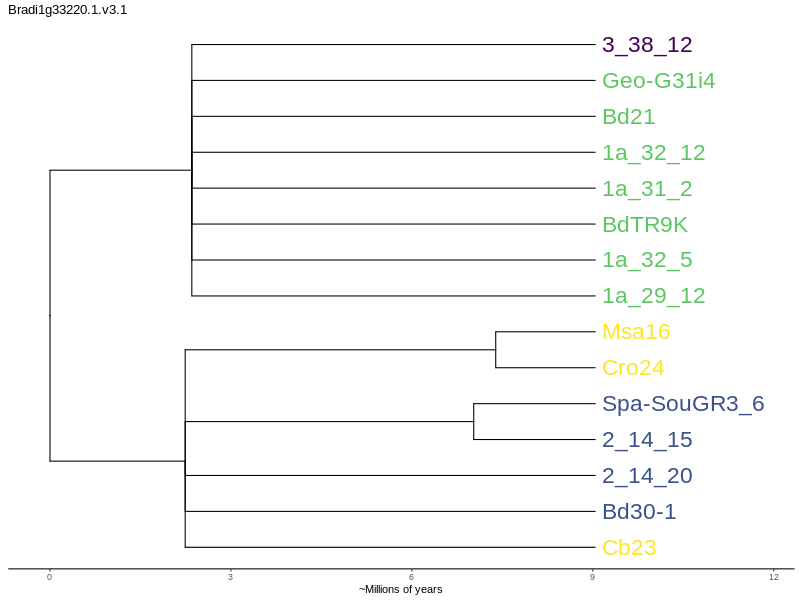 Bradi1g33220.1.v3.1
3_38_12
Geo-G31i4
Bd21
1a_32_12
1a_31_2
BdTR9K
1a_32_5
1a_29_12
Msa16
Cro24
Spa-SouGR3_6
2_14_15
2_14_20
Bd30-1
Cb23
0 3 6 9 12
~Millions of years